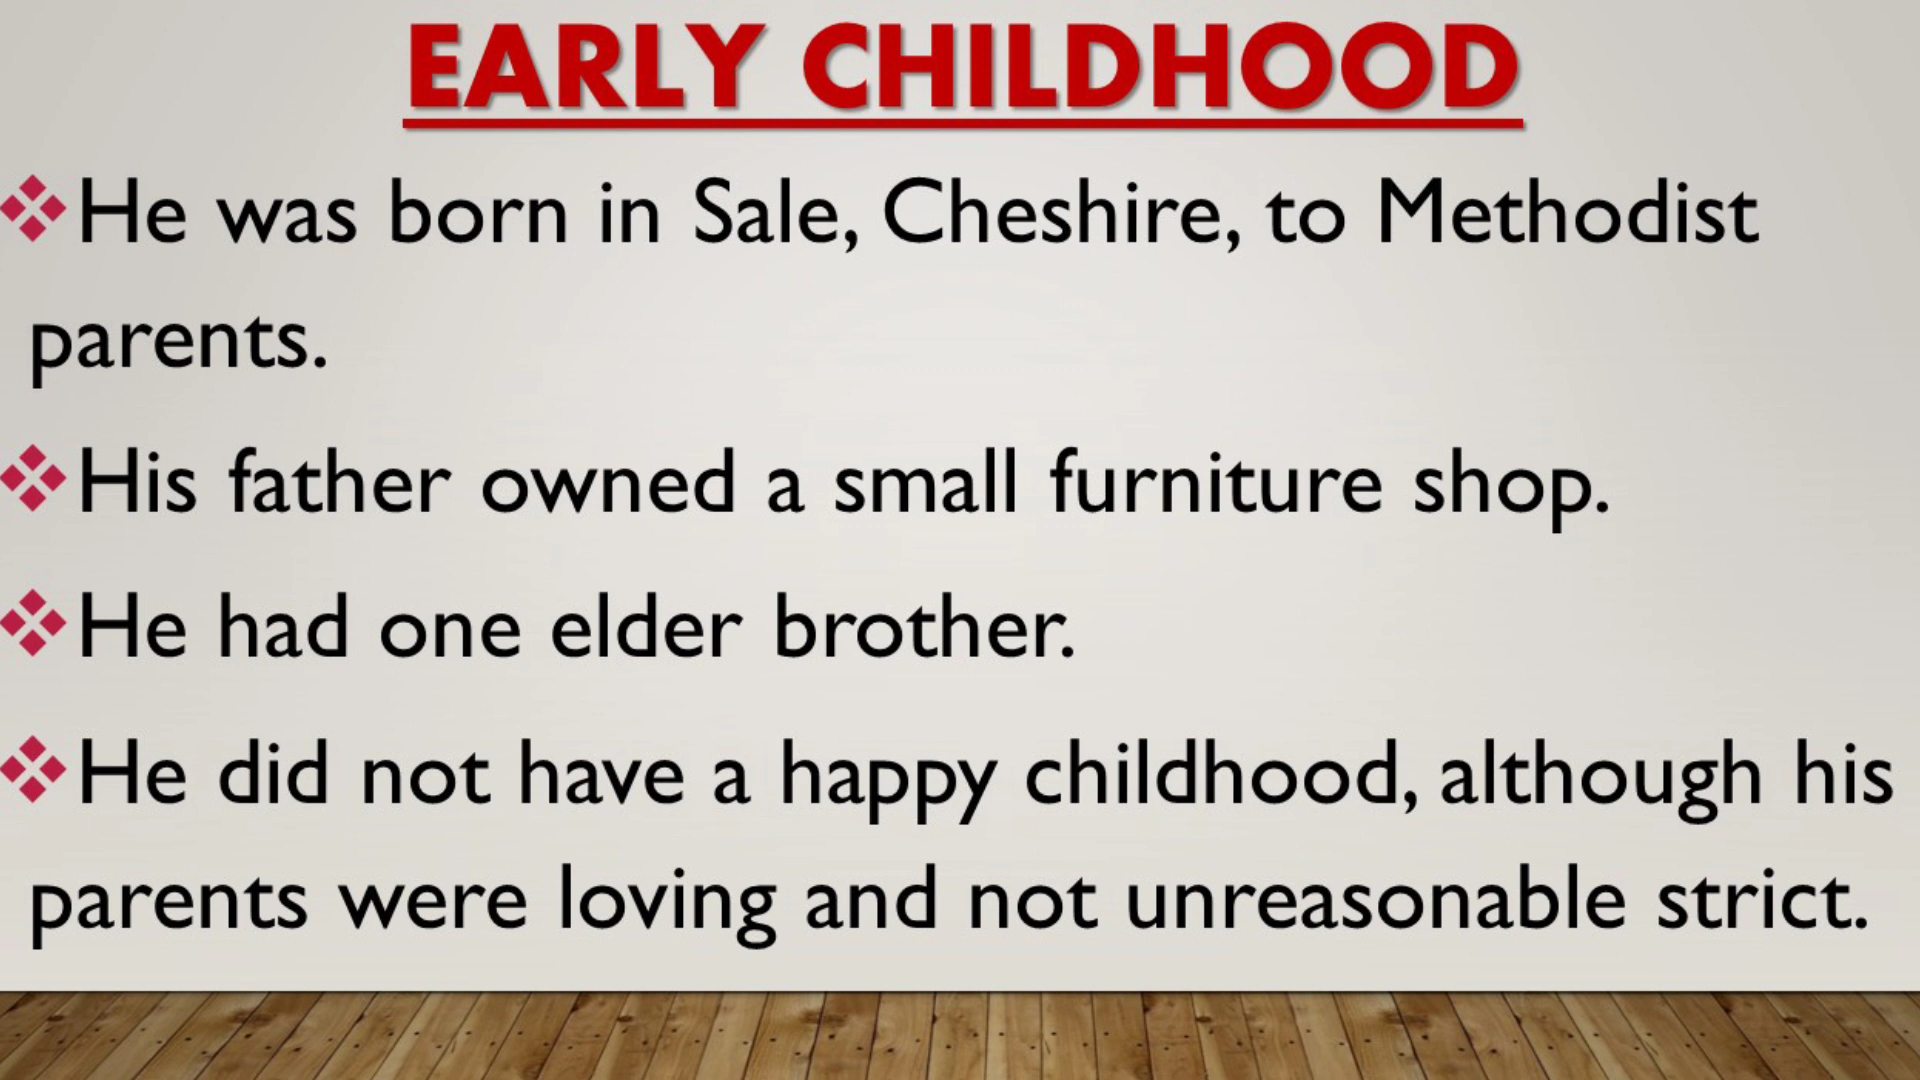 EARLY CHILDHOOD
❖He was born in Sale, Cheshire, to Methodist
parents.
❖His father owned a small furniture shop.
❖He had one elder brother.
❖He did not have a happy childhood, although his
parents were loving and not unreasonable strict.